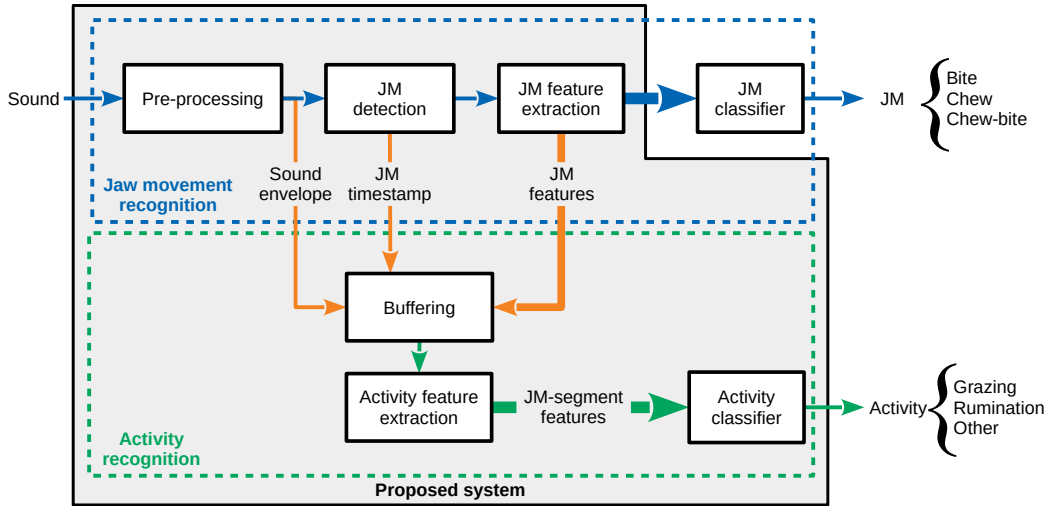 Sound
Pre-processing
JM
detection
JM feature
extraction
JM
classifier
JM
Bite
Chew
Chew-bite
Jaw movement
recognition
Sound
envelope
JM
timestamp
JM
features
Buffering
Activity feature
extraction
JM-segment
features
Activity
classifier
Activity
Grazing
Rumination
Other
Activity
recognition
Proposed system